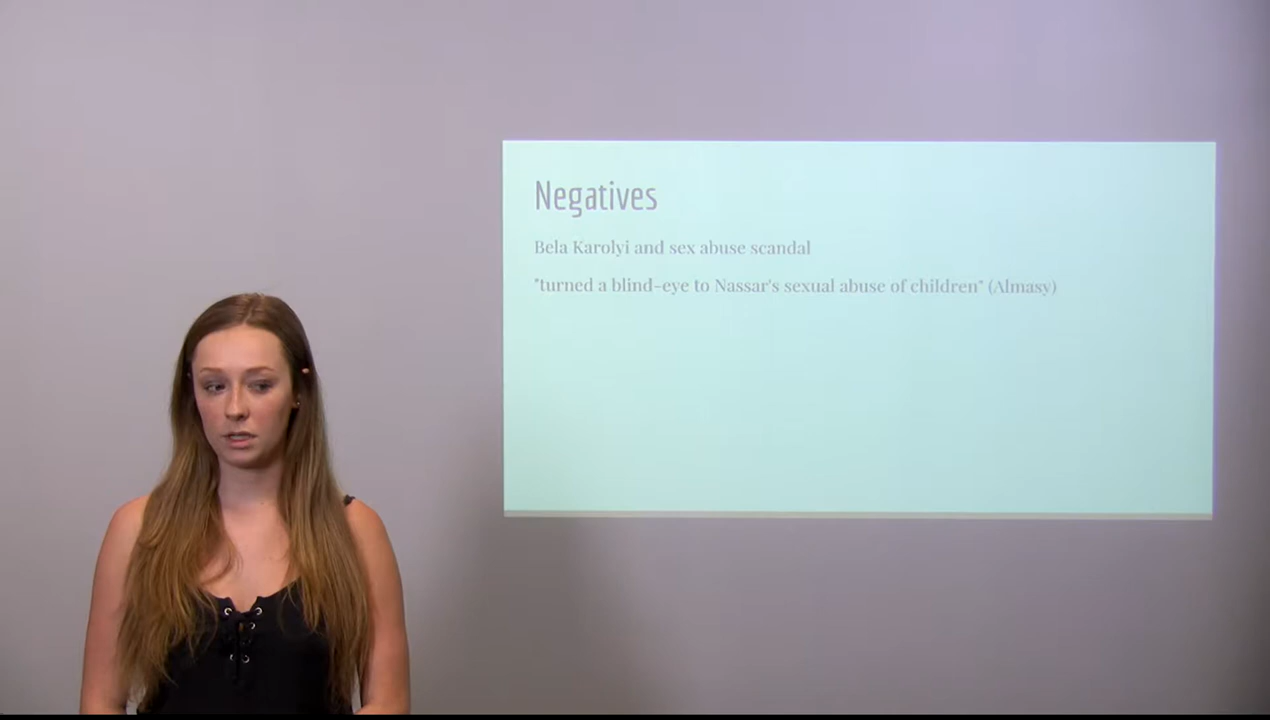 Negatives
Bela Karolyi and sex abuse scandal
"turned a blind-eye to Nassar's sexual abuse of children" (Almasy)